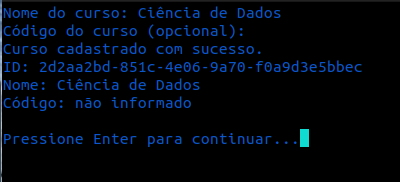 Nome do curso: Ciência de Dados
Código do curso (opcional):
Curso cadastrado com sucesso.
ID: 2d2aa2bd-851c-4e06-9a70-f0a9d3e5bbec
Nome: Ciência de Dados
Código: não informado
Pressione Enter para continuar...